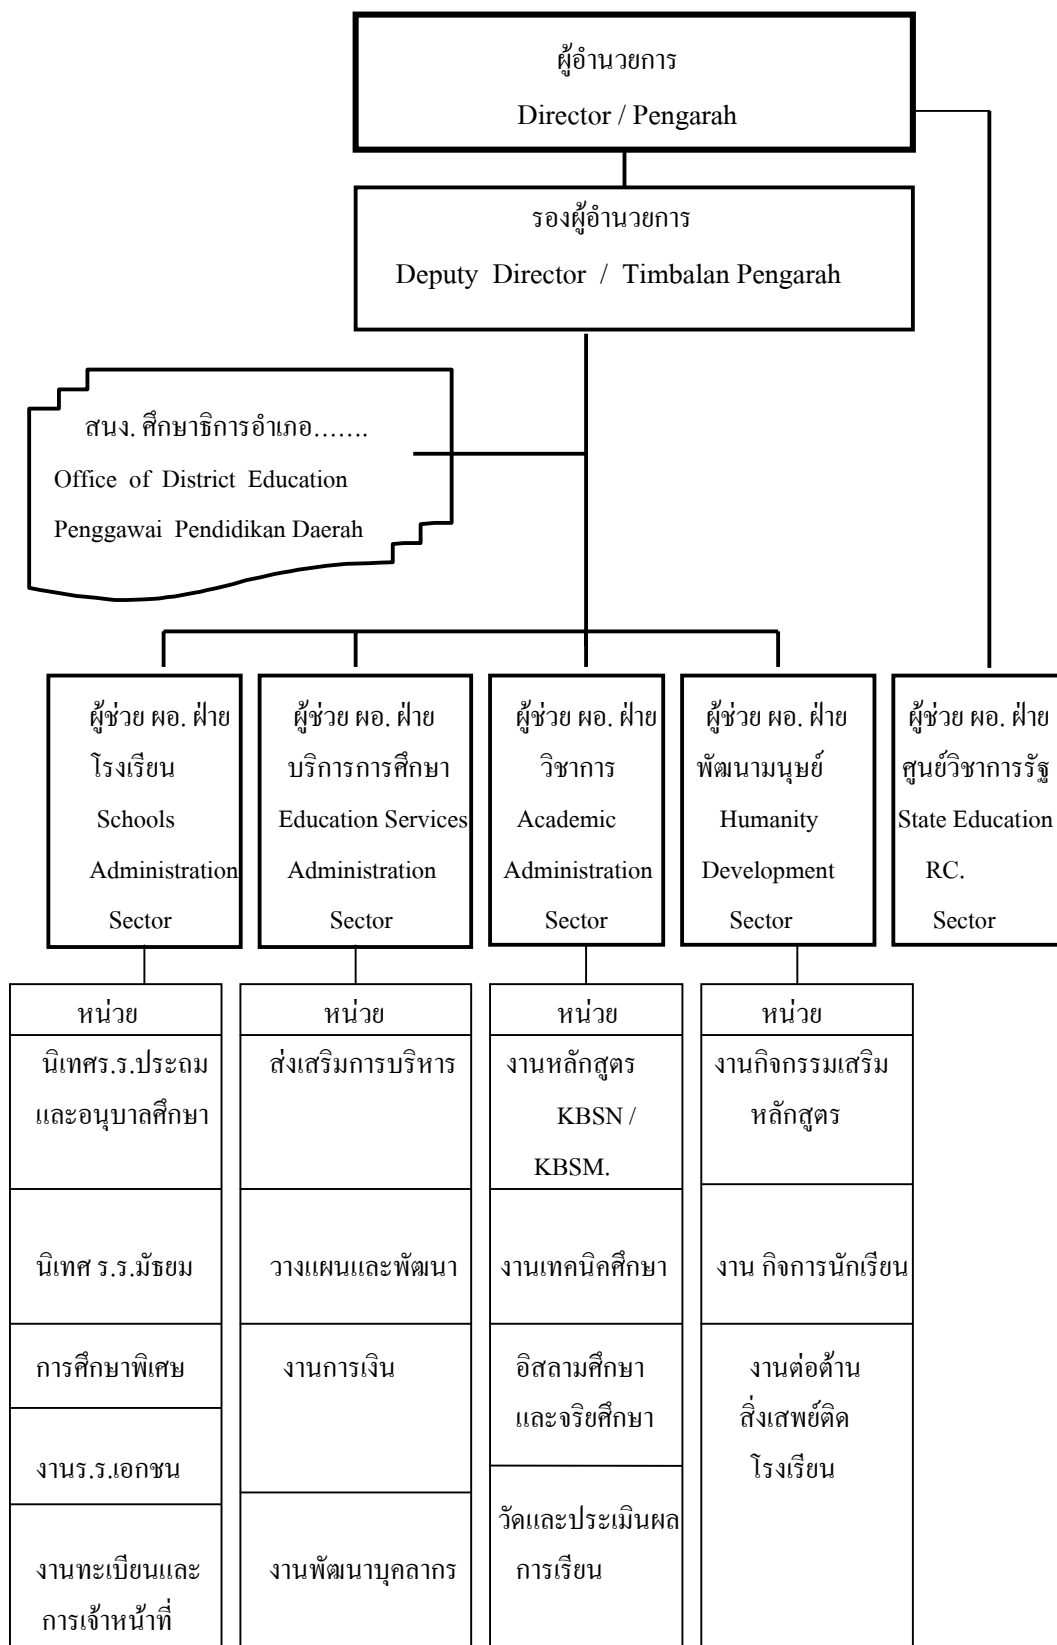 ผู้อำนวยการ
Director / Pengarah
รองผู้อำนวยการ
Deputy Director / Timbalan Pengarah
สนง. ศึกษาธิการอำเภอ.......
Office of District Education
Penggawai Pendidikan Daerah
ผู้ช่วย ผอ. ฝ่าย
โรงเรียน
Schools
Administration
Sector
ผู้ช่วย ผอ. ฝ่าย
บริการการศึกษา
Education Services
Administration
Sector
ผู้ช่วย ผอ. ฝ่าย
วิชาการ
Academic
Administration
Sector
ผู้ช่วย ผอ. ฝ่าย
พัฒนามนุษย์
Humanity
Development
Sector
ผู้ช่วย ผอ. ฝ่าย
ศูนย์วิชาการรัฐ
State Education
RC.
Sector
หน่วย
นิเทศร.ร.ประถม
และอนุบาลศึกษา
นิเทศ ร.ร.มัธยม
การศึกษาพิเศษ
งานร.ร.เอกชน
งานทะเบียนและ
การเจ้าหน้าที่
หน่วย
ส่งเสริมการบริหาร
วางแผนและพัฒนา
งานการเงิน
งานพัฒนาบุคลากร
หน่วย
งานหลักสูตร
KBSN /
KBSM.
งานเทคนิคศึกษา
อิสลามศึกษา
และจริยศึกษา
วัดและประเมินผล
การเรียน
หน่วย
งานกิจกรรมเสริม
หลักสูตร
งาน กิจการนักเรียน
งานต่อต้าน
สิ่งเสพย์ติด
โรงเรียน